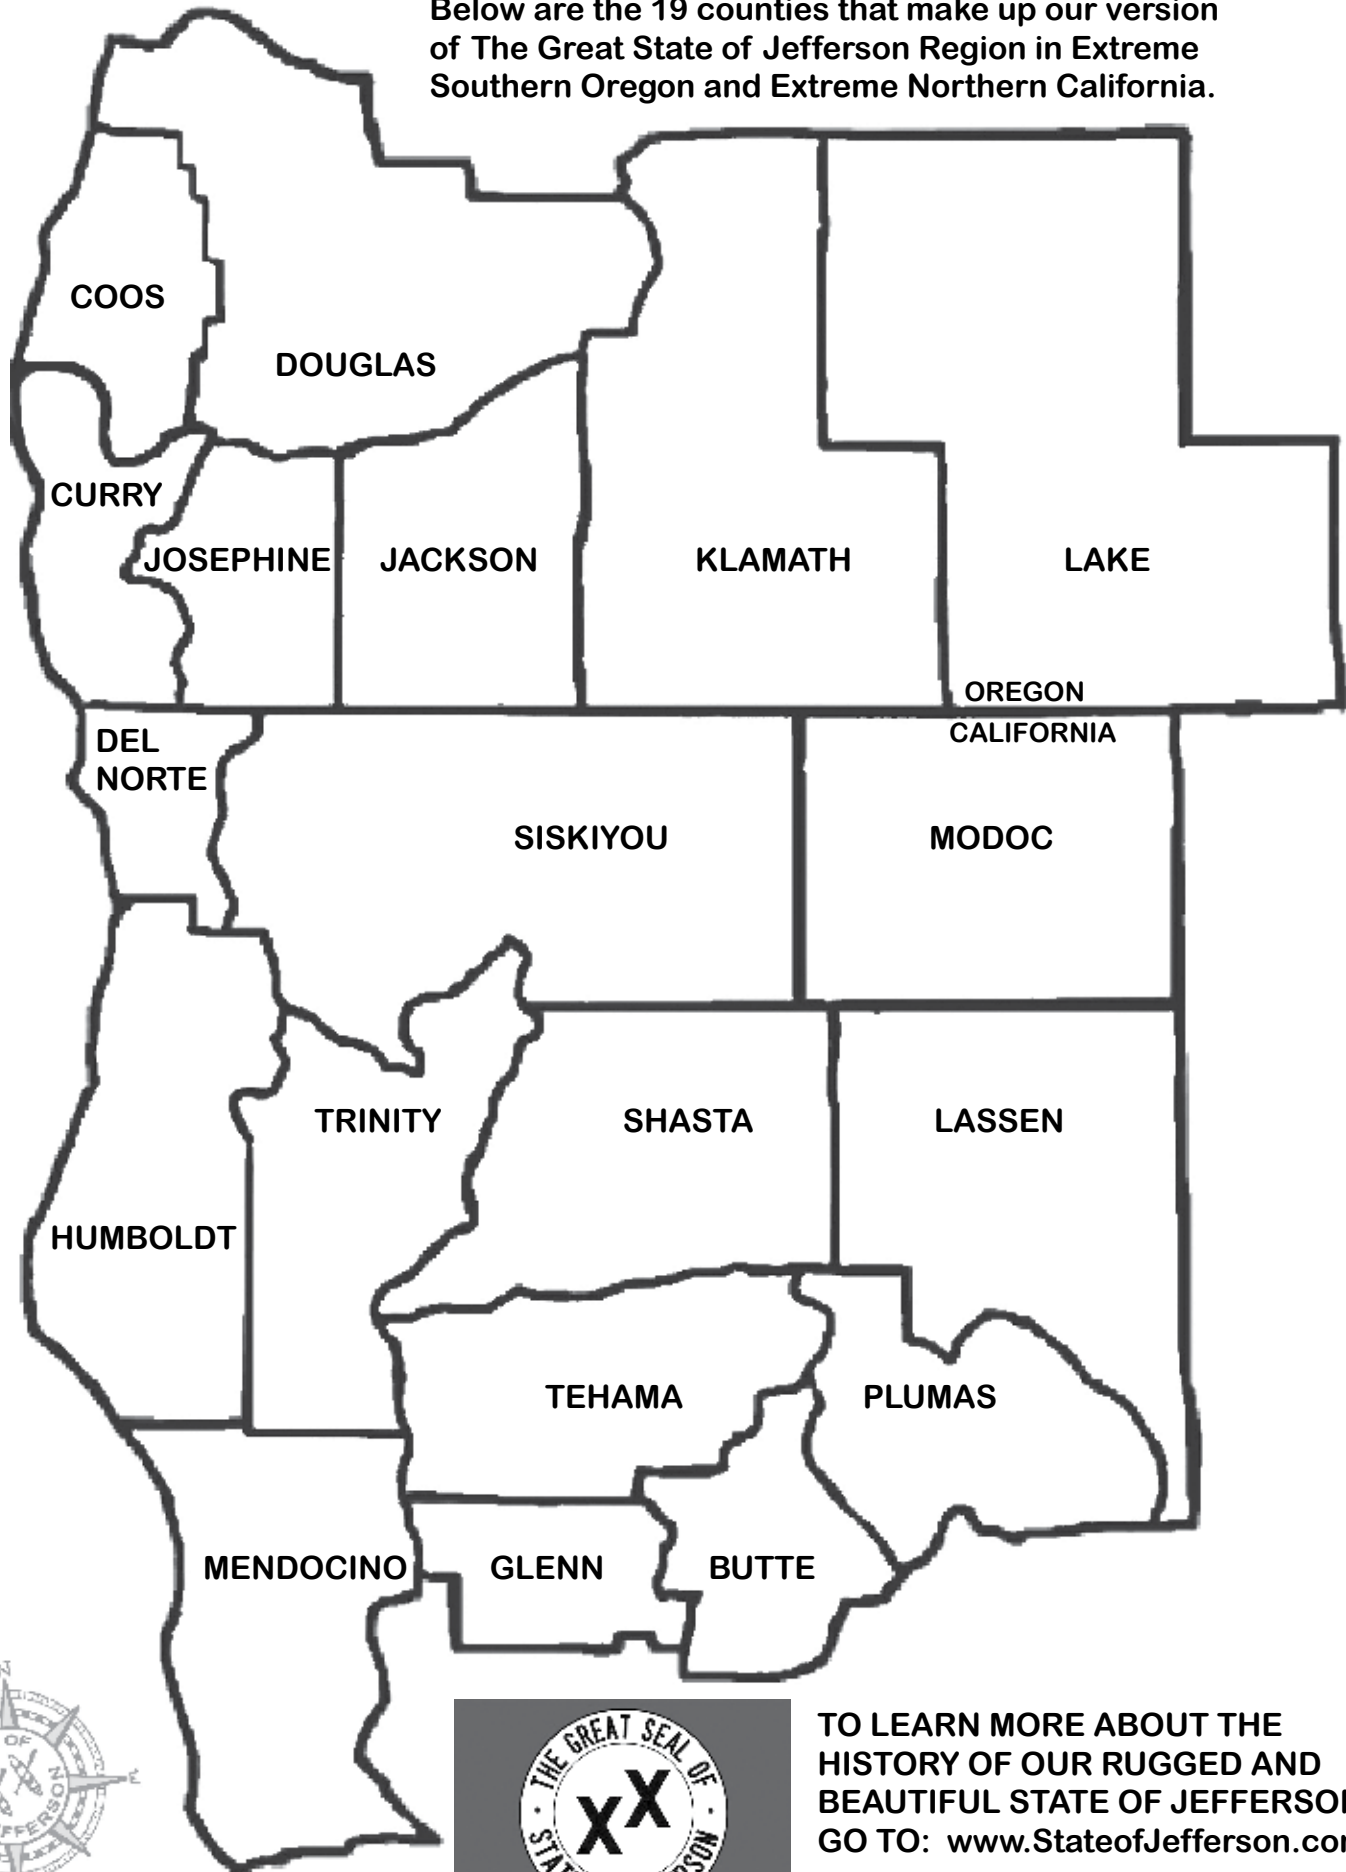 Below are the 19 counties that make up our version
of The Great State of Jefferson Region in Extreme
Southern Oregon and Extreme Northern California.
COOS
DOUGLAS
CURRY
JOSEPHINE
JACKSON
KLAMATH
LAKE
OREGON
CALIFORNIA
DEL
NORTE
SISKIYOU
MODOC
TRINITY
SHASTA
LASSEN
HUMBOLDT
TEHAMA
PLUMAS
MENDOCINO
GLENN
BUTTE
N
E
OF
THE GREAT SEAL OF
XX
TO LEARN MORE ABOUT THE
HISTORY OF OUR RUGGED AND
BEAUTIFUL STATE OF JEFFERSON
GO TO: www.StateofJefferson.com